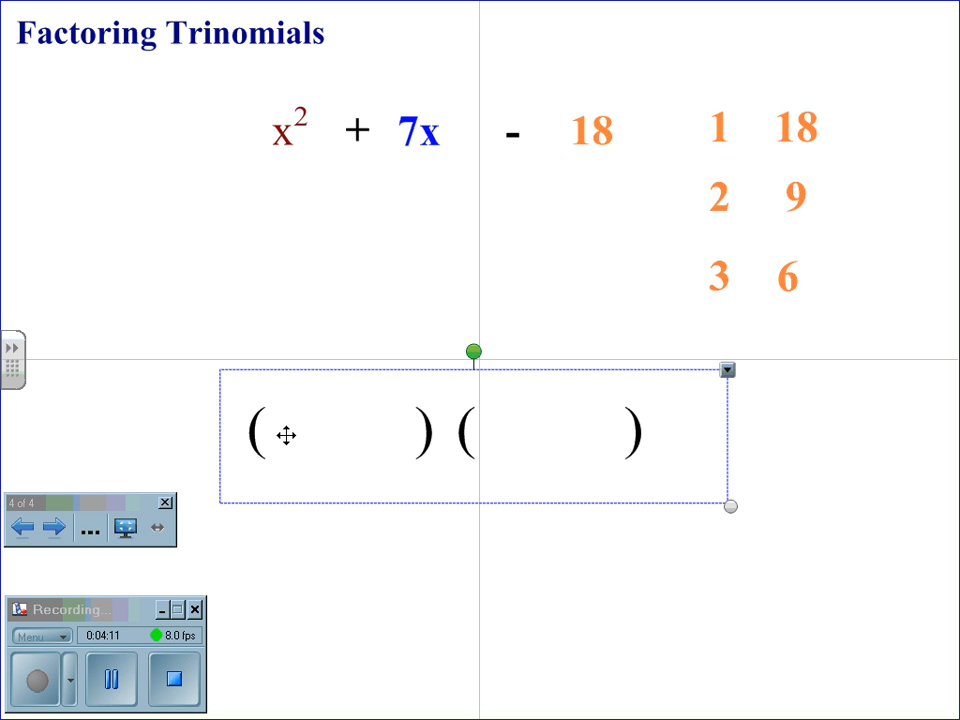 Factoring Trinomials
x² + 7x - 18 1 18
2 9
3 6
( ) ( )
4 of 4
...
Recording...
Menu 0:04:11 8.0 fps